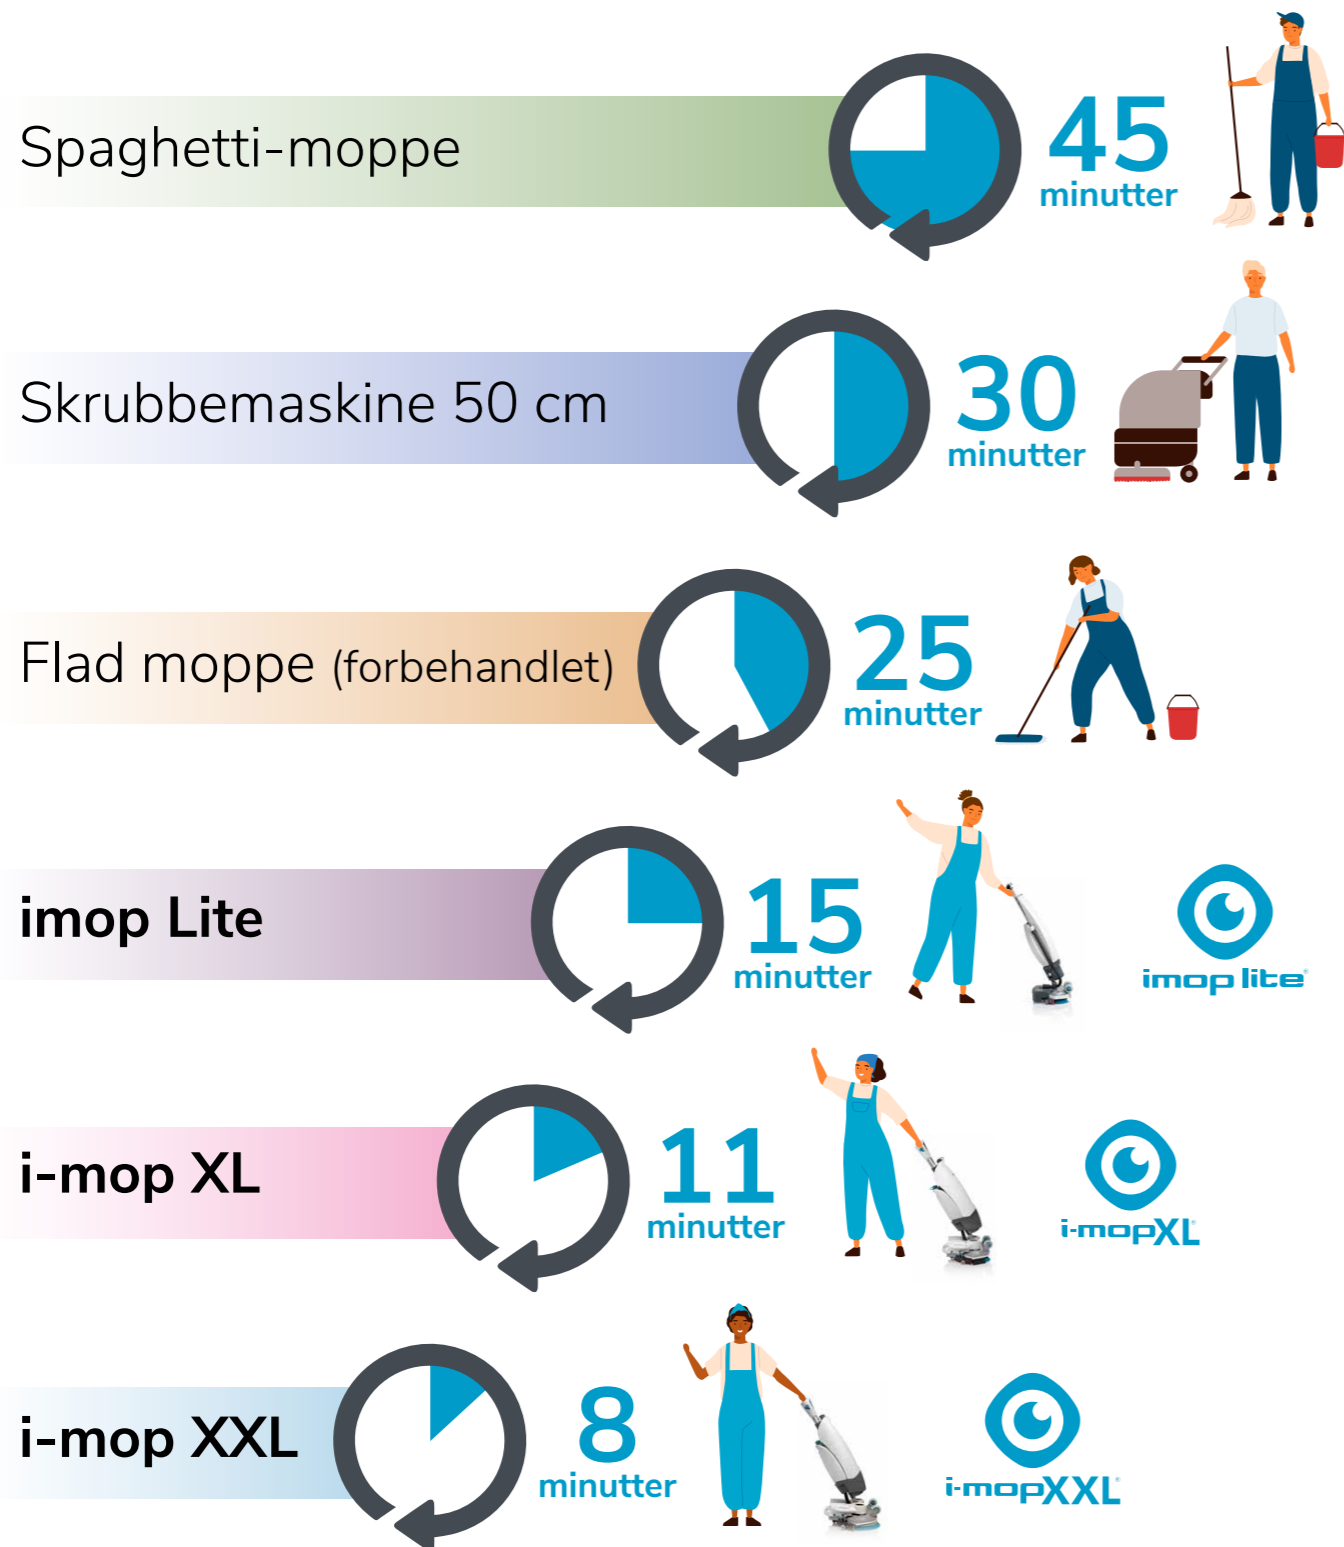 Spaghetti-moppe
45
minutter
Skrubbemaskine 50 cm
30
minutter
Flad moppe (forbehandlet)
25
minutter
imop Lite
15
minutter
imop lite
i-mop XL
11
minutter
i-mopXL
i-mop XXL
8
minutter
i-mopXXL